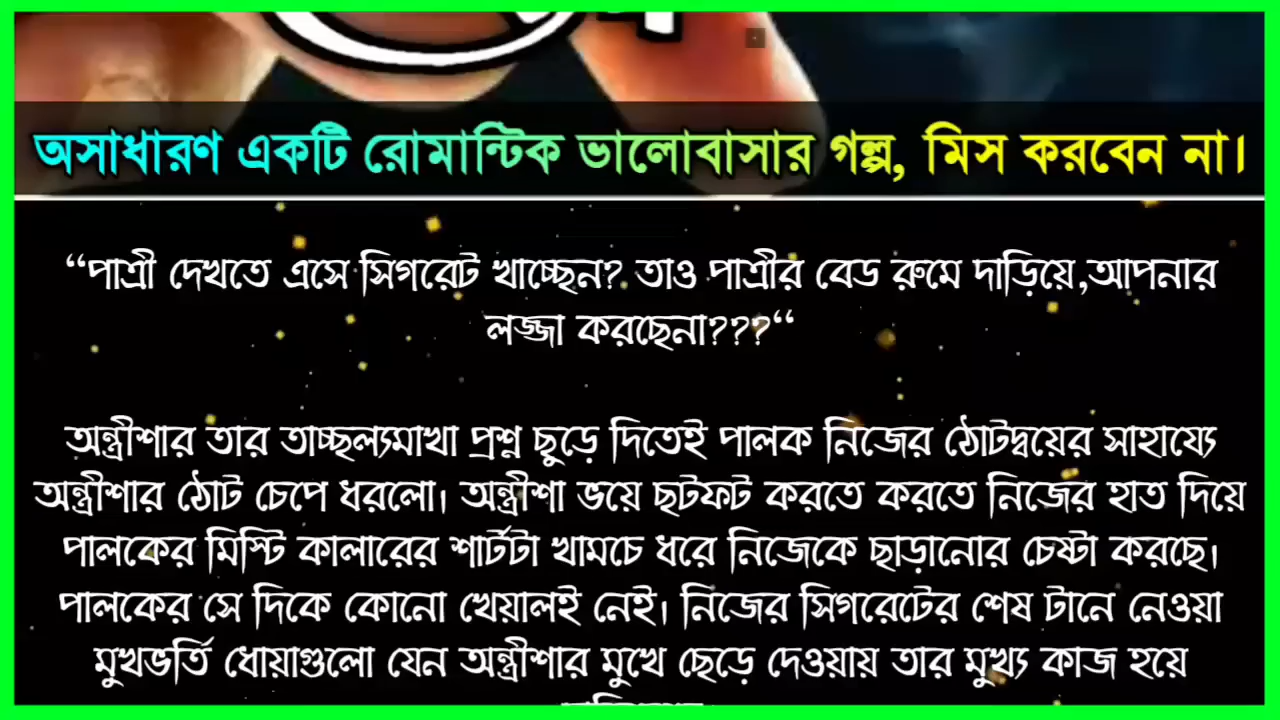 অসাধারণ একটি রোমান্টিক ভালোবাসার গল্প, মিস করবেন না।
“পাত্রী দেখতে এসে সিগরেট খাচ্ছেন? তাও পাত্রীর বেড রুমে দাড়িয়ে,আপনার
লজ্জা করছেনা???“
অন্ত্রীশার তার তাচ্ছল্যমাখা প্রশ্ন ছুড়ে দিতেই পালক নিজের ঠোটদ্বয়ের সাহায্যে
অন্ত্রীশার ঠোট চেপে ধরলো। অন্ত্রীশা ভয়ে ছটফট করতে করতে নিজের হাত দিয়ে
পালকের মিস্টি কালারের শার্টটা খামচে ধরে নিজেকে ছাড়ানোর চেষ্টা করছে।
পালকের সে দিকে কোনো খেয়ালই নেই। নিজের সিগরেটের শেষ টানে নেওয়া
মুখভর্তি ধোয়াগুলো যেন অন্ত্রীশার মুখে ছেড়ে দেওয়ায় তার মুখ্য কাজ হয়ে